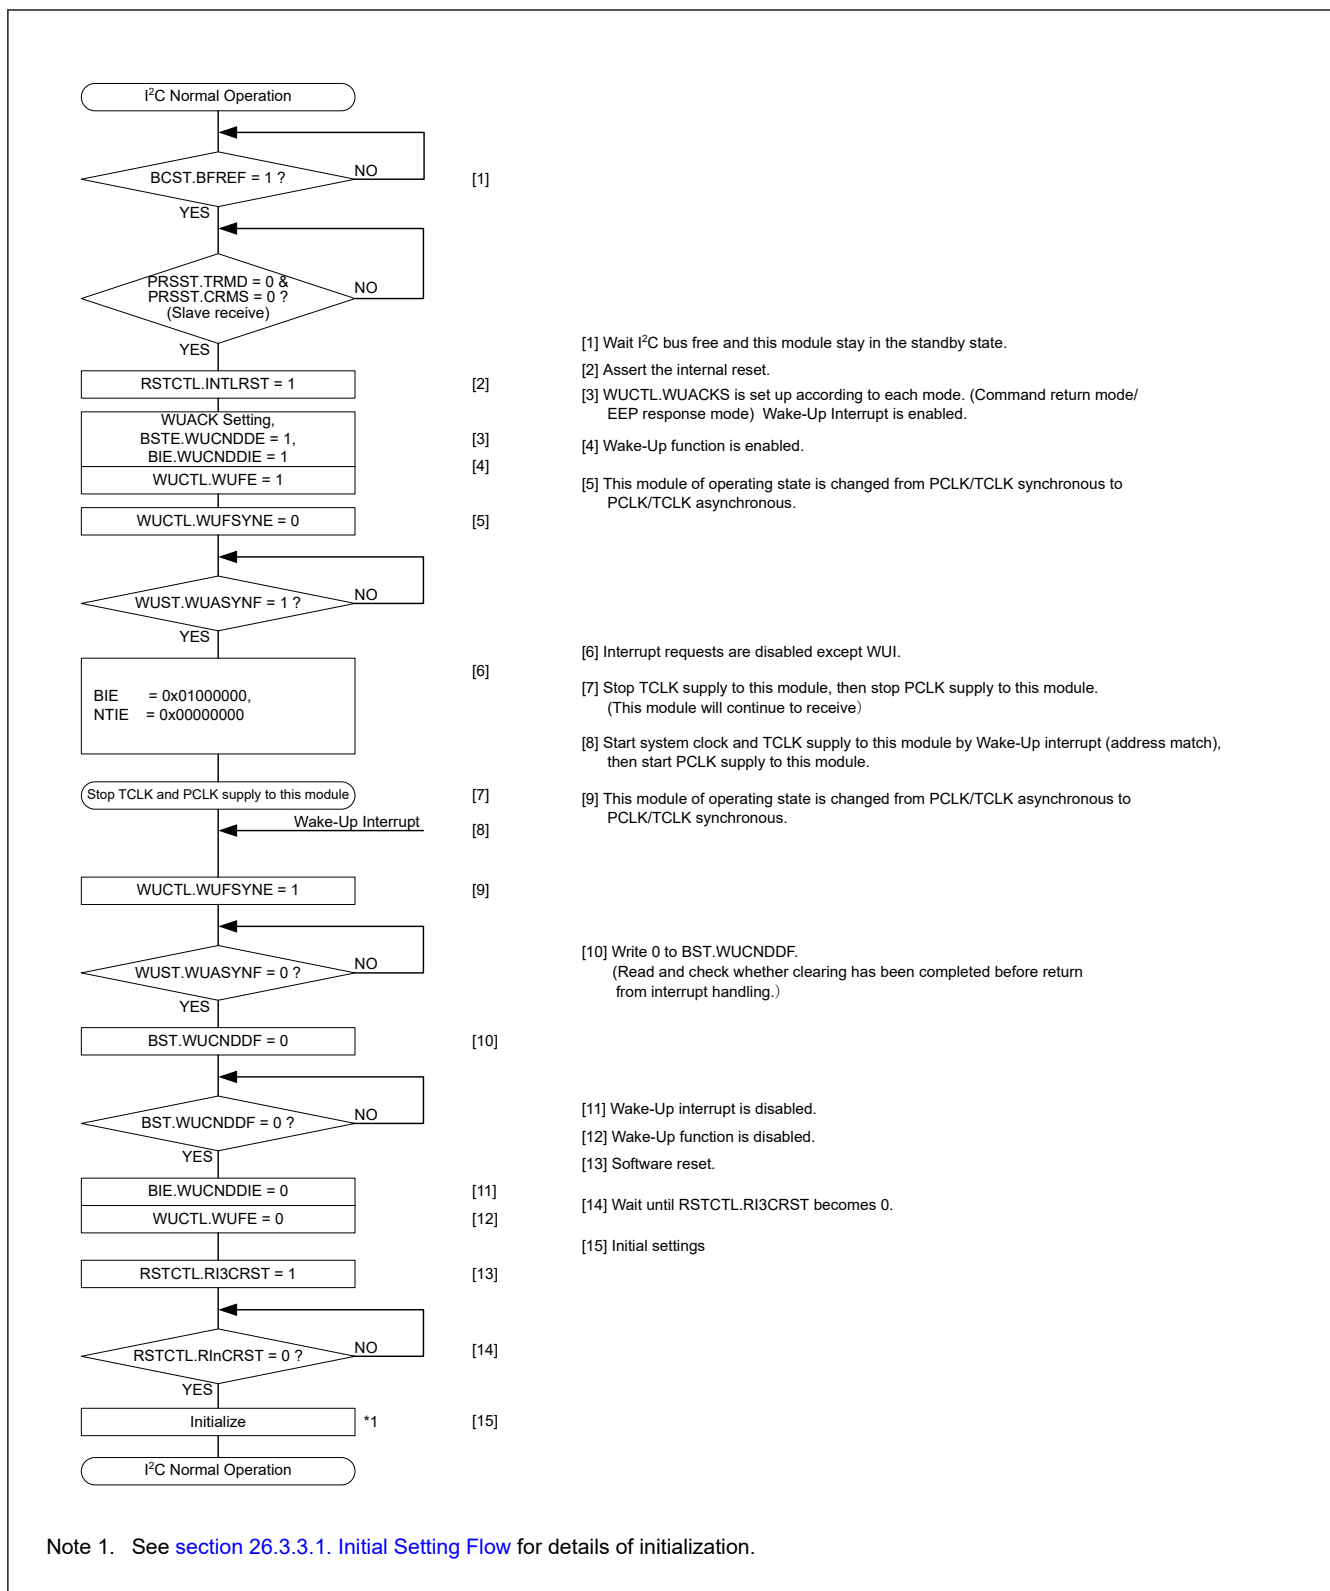 I²C Normal Operation
BCST.BFREF = 1 ?
NO
[1]
YES
PRSST.TRMD = 0 &
PRSST.CRMS = 0 ?
(Slave receive)
NO
YES
RSTCTL.INTLRST = 1
[2]
WUACK Setting,
BSTE.WUCNDDE = 1,
BIE.WUCNDDIE = 1
[3]
[4]
WUCTL.WUFE = 1
WUCTL.WUFSYNE = 0
[5]
WUST.WUASYNF = 1 ?
NO
YES
[6]
BIE = 0x01000000,
NTIE = 0x00000000
Stop TCLK and PCLK supply to this module
[7]
Wake-Up Interrupt
[8]
WUCTL.WUFSYNE = 1
[9]
WUST.WUASYNF = 0 ?
NO
YES
BST.WUCNDDF = 0
[10]
BST.WUCNDDF = 0 ?
NO
YES
BIE.WUCNDDIE = 0
[11]
WUCTL.WUFE = 0
[12]
RSTCTL.RI3CRST = 1
[13]
RSTCTL.RInCRST = 0 ?
NO
[14]
YES
Initialize
*1
[15]
I²C Normal Operation
[1] Wait I²C bus free and this module stay in the standby state.
[2] Assert the internal reset.
[3] WUCTL.WUACKS is set up according to each mode. (Command return mode/
EEP response mode) Wake-Up Interrupt is enabled.
[4] Wake-Up function is enabled.
[5] This module of operating state is changed from PCLK/TCLK synchronous to
PCLK/TCLK asynchronous.
[6] Interrupt requests are disabled except WUI.
[7] Stop TCLK supply to this module, then stop PCLK supply to this module.
(This module will continue to receive）
[8] Start system clock and TCLK supply to this module by Wake-Up interrupt (address match),
then start PCLK supply to this module.
[9] This module of operating state is changed from PCLK/TCLK asynchronous to
PCLK/TCLK synchronous.
[10] Write 0 to BST.WUCNDDF.
(Read and check whether clearing has been completed before return
from interrupt handling.）
[11] Wake-Up interrupt is disabled.
[12] Wake-Up function is disabled.
[13] Software reset.
[14] Wait until RSTCTL.RI3CRST becomes 0.
[15] Initial settings
Note 1. See section 26.3.3.1. Initial Setting Flow for details of initialization.